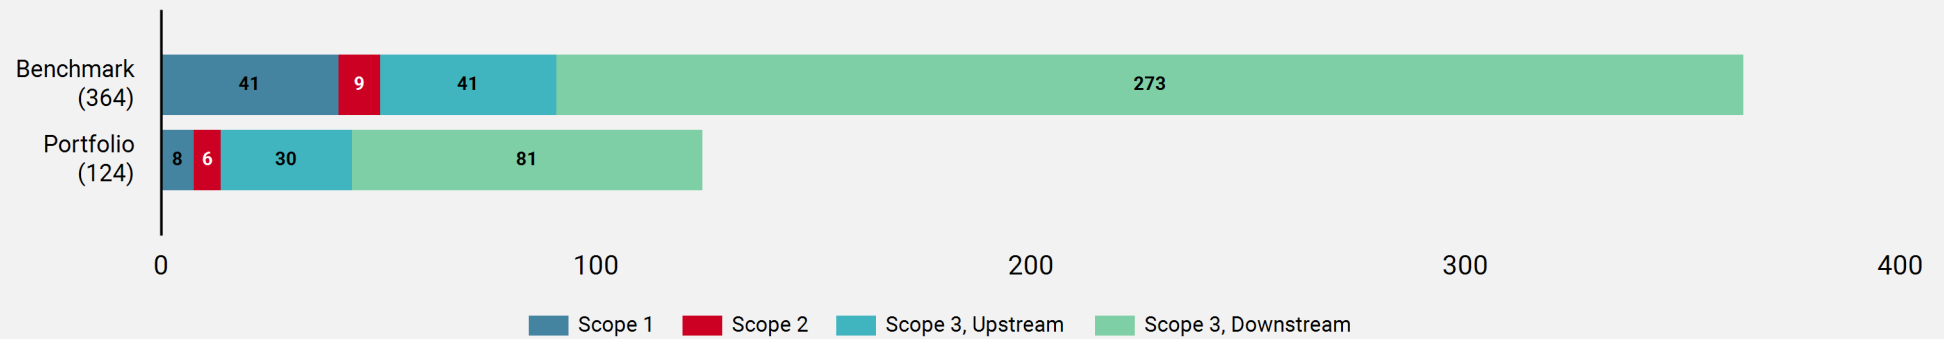 Benchmark
(364)
41 9 41 273
Portfolio
(124)
8 6 30 81
0 100 200 300 400
Scope 1 Scope 2 Scope 3, Upstream Scope 3, Downstream